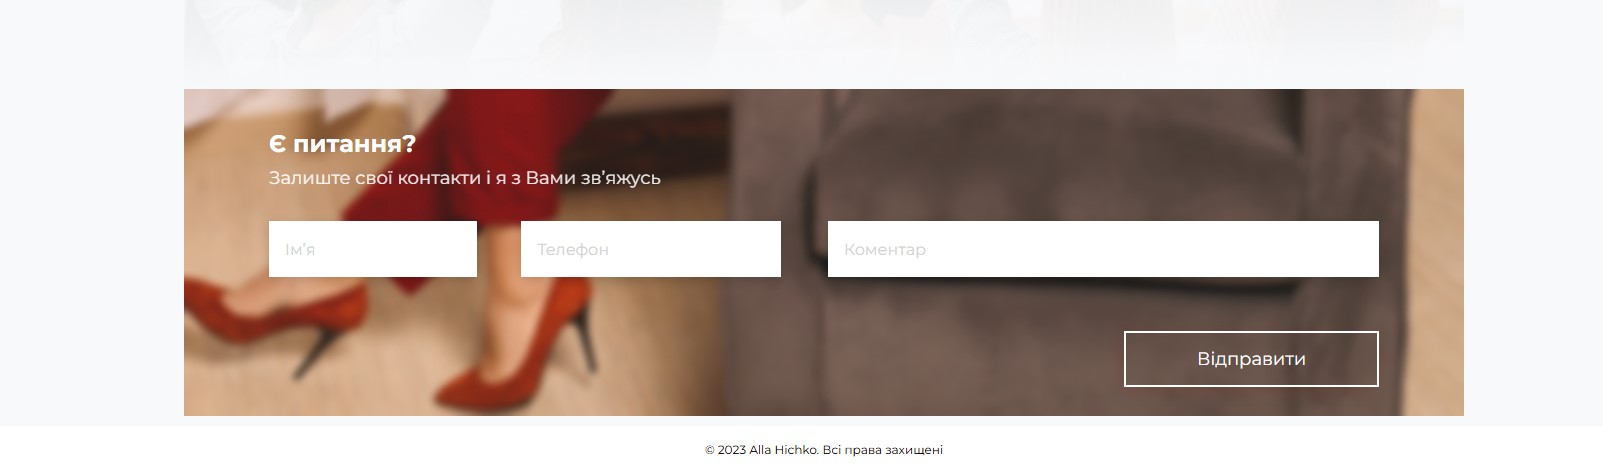 Є питання?
Залиште свої контакти і я з Вами зв’яжусь
Ім’я
Телефон
Коментар
Відправити
© 2023 Alla Hichko. Всі права захищені